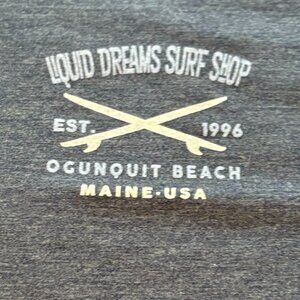 LIQUID DREAMS SURF SHOP
EST. 1996
OGUNQUIT BEACH
MAINE-USA